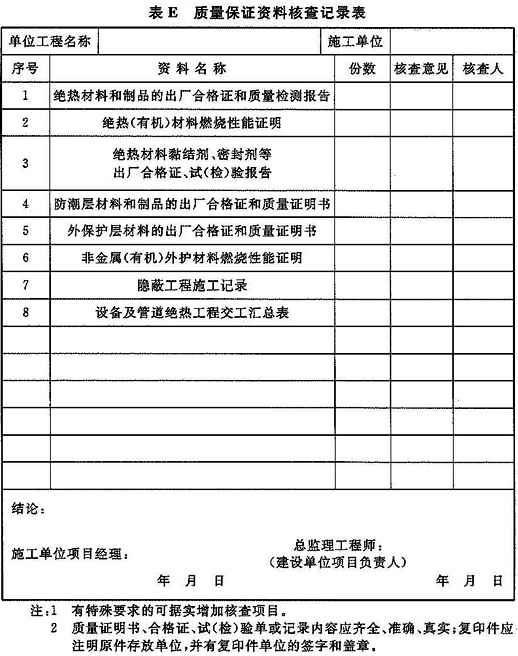 表 E 质量保证资料核查记录表
单位工程名称 施工单位
序号 资料名称 份数 核查意见 核查人
1 绝热材料和制品的出厂合格证和质量检测报告
2 绝热(有机)材料燃烧性能证明
3 绝热材料黏结剂、密封剂等
出厂合格证、试(检)验报告
4 防潮层材料和制品的出厂合格证和质量证明书
5 外保护层材料的出厂合格证和质量证明书
6 非金属(有机)外护材料燃烧性能证明
7 隐蔽工程施工记录
8 设备及管道绝热工程交工汇总表
结论:
施工单位项目经理: 总监理工程师:
(建设单位项目负责人)
年 月 日 年 月 日
注:1 有特殊要求的可据实增加核查项目。
2 质量证明书、合格证、试(检)验单或记录内容应齐全、准确、真实;复印件应
注明原件存放单位,并有复印件单位的签字和盖章。